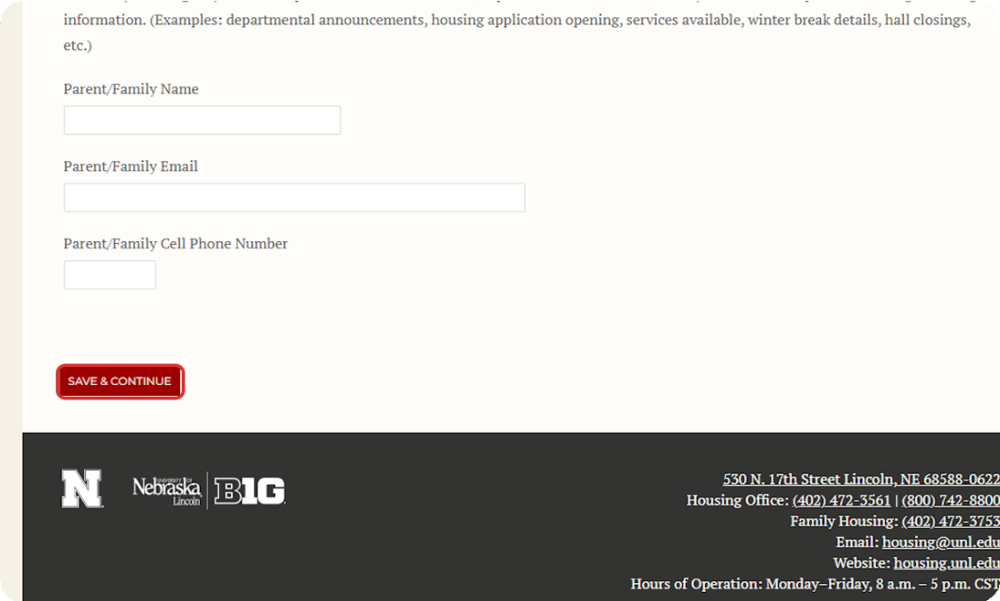 information. (Examples: departmental announcements, housing application opening, services available, winter break details, hall closings,
etc.)
Parent/Family Name
Parent/Family Email
Parent/Family Cell Phone Number
SAVE & CONTINUE
N
UNIVERSITY OF
Nebraska
Lincoln
B1G
530 N. 17th Street Lincoln, NE 68588-0622
Housing Office: (402) 472-3561 | (800) 742-8800
Family Housing: (402) 472-3753
Email: housing@unl.edu
Website: housing.unl.edu
Hours of Operation: Monday–Friday, 8 a.m. – 5 p.m. CST